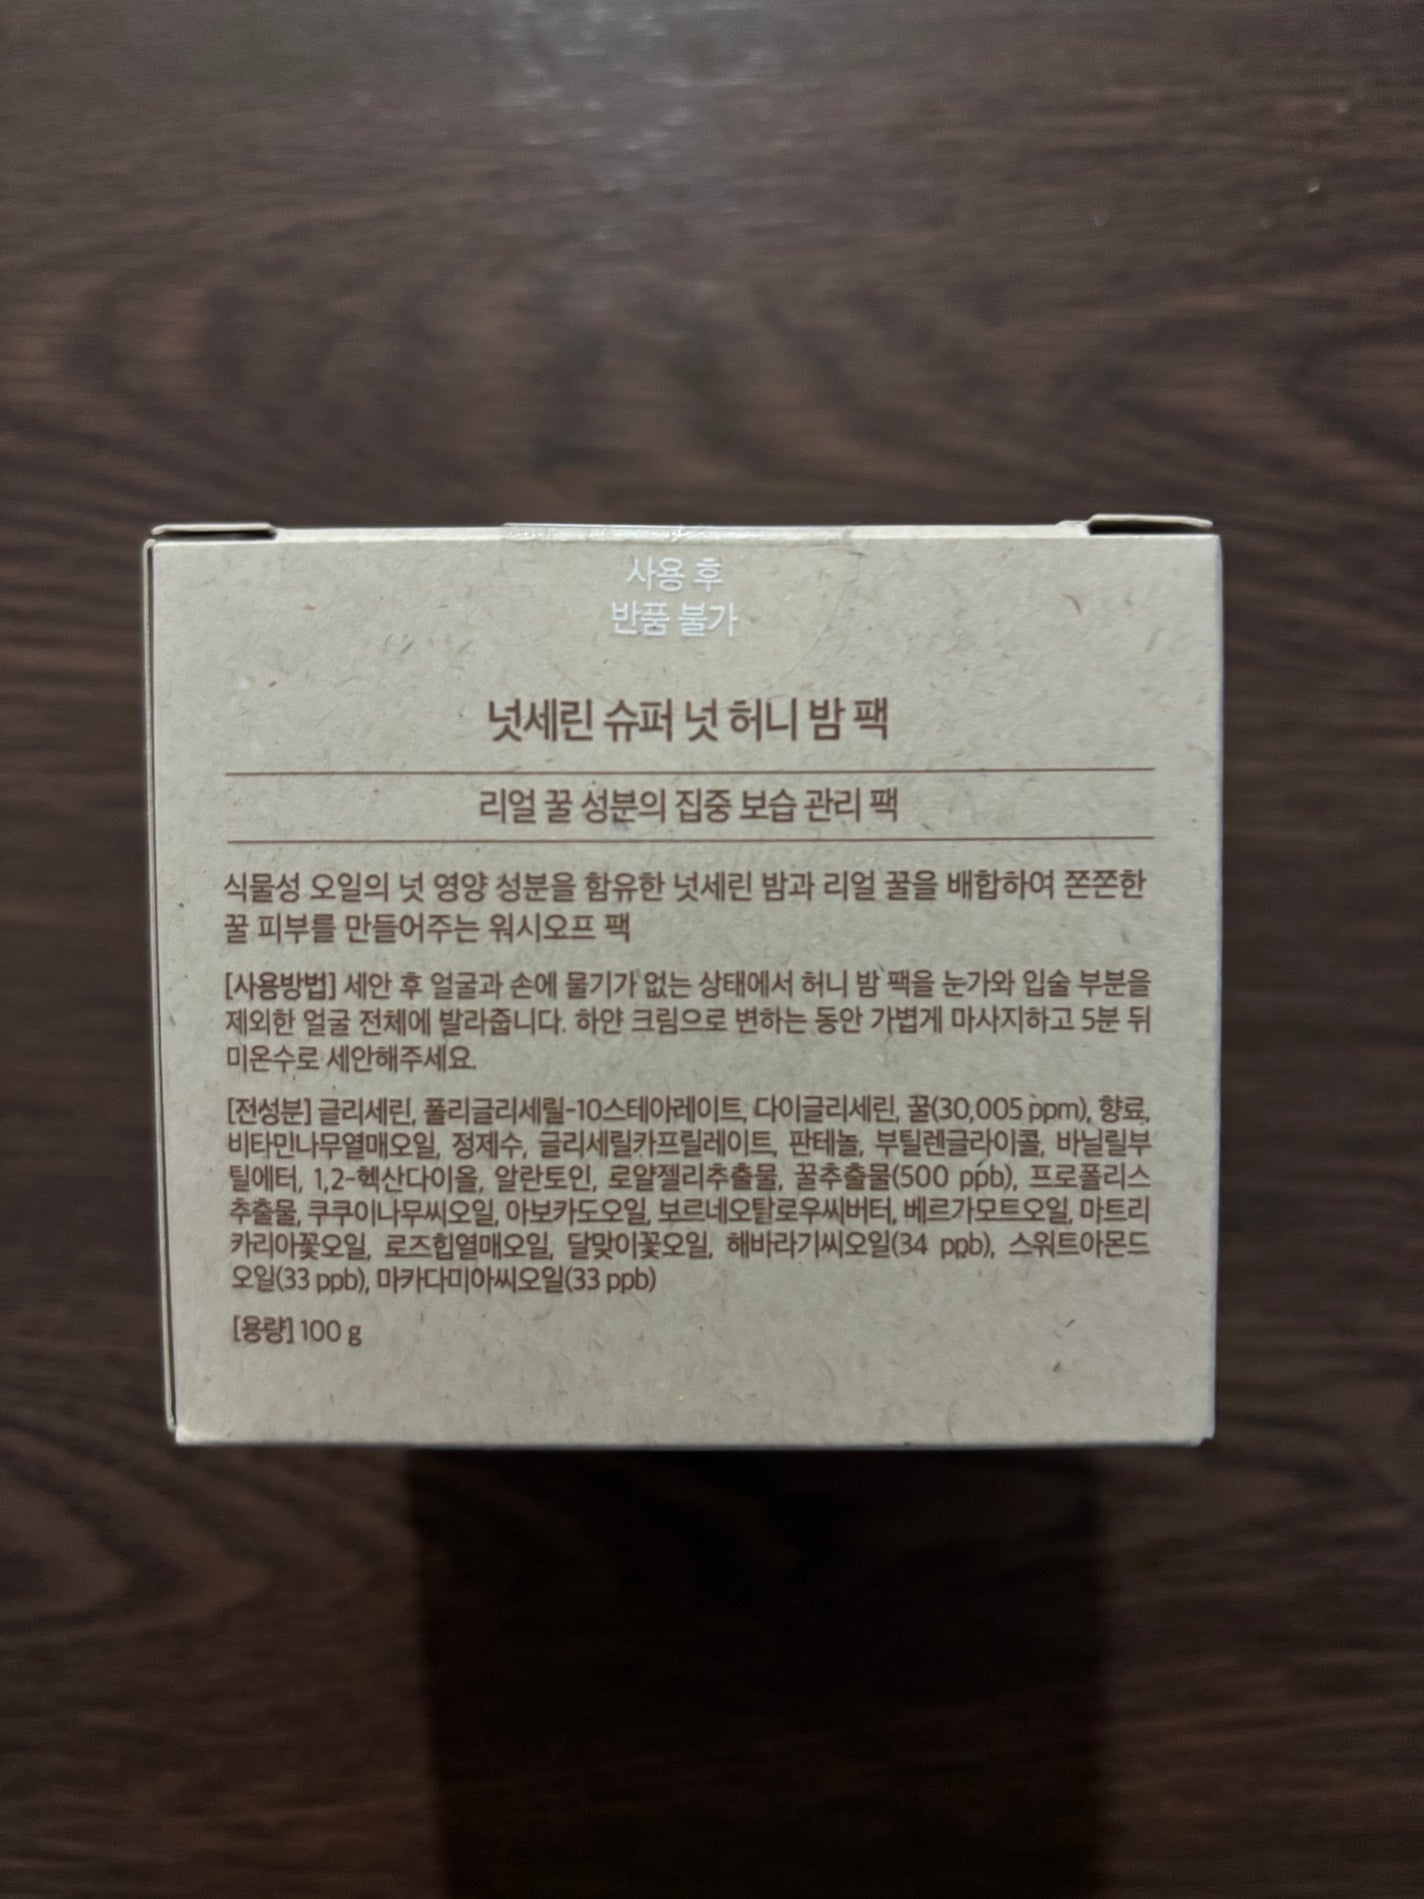 사용 후
반품 불가
넛세린 슈퍼 넛 허니 밤 팩
리얼 꿀 성분의 집중 보습 관리 팩
식물성 오일의 넛 영양 성분을 함유한 넛세린 밤과 리얼 꿀을 배합하여 쫀쫀한
꿀 피부를 만들어주는 워시오프 팩
[사용방법] 세안 후 얼굴과 손에 물기가 없는 상태에서 허니 밤 팩을 눈가와 입술 부분을
제외한 얼굴 전체에 발라줍니다. 하얀 크림으로 변하는 동안 가볍게 마사지하고 5분 뒤
미온수로 세안해주세요.
[전성분] 글리세린, 폴리글리세릴-10스테아레이트, 다이글리세린, 꿀(30,005 ppm), 향료,
비타민나무열매오일, 정제수, 글리세릴카프릴레이트, 판테놀, 부틸렌글라이콜, 바닐릴부
틸에터, 1,2-헥산다이올, 알란토인, 로얄젤리추출물, 꿀추출물(500 ppb), 프로폴리스
추출물, 쿠쿠이나무씨오일, 아보카도오일, 보르네오탈로우씨버터, 베르가모트오일, 마트리
카리아꽃오일, 로즈힙열매오일, 달맞이꽃오일, 해바라기씨오일(34 ppb), 스위트아몬드
오일(33 ppb), 마카다미아씨오일(33 ppb)
[용량] 100 g